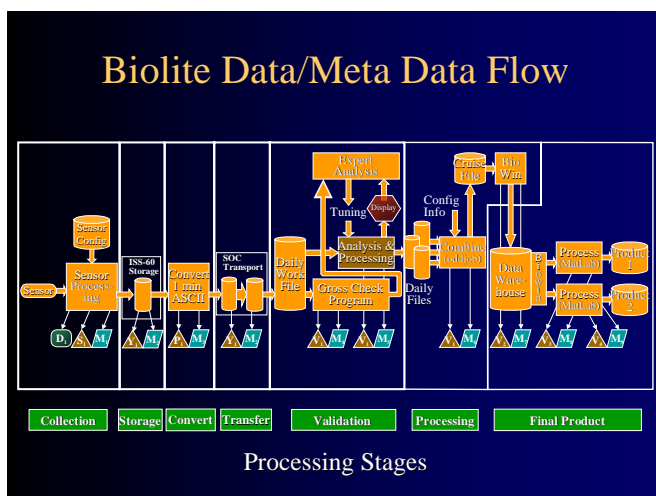 Biolite Data/Meta Data Flow
Expert
Analysis
Tuning
Display
Cruise
File
Bio
Win
Config
Info
Sensor
Config
ISS-60
Storage
SOC
Transport
Sensor
Sensor
Process-
ing
Convert
1 min
ASCII
Daily
Work
File
Analysis &
Processing
Gross Check
Program
Daily
Files
Combine
(oddjob)
Data
Ware-
house
Biowin
Process
(MatLab)
Product
1
Process
(MatLab)
Product
2
Collection
Storage
Convert
Transfer
Validation
Processing
Final Product
Processing Stages